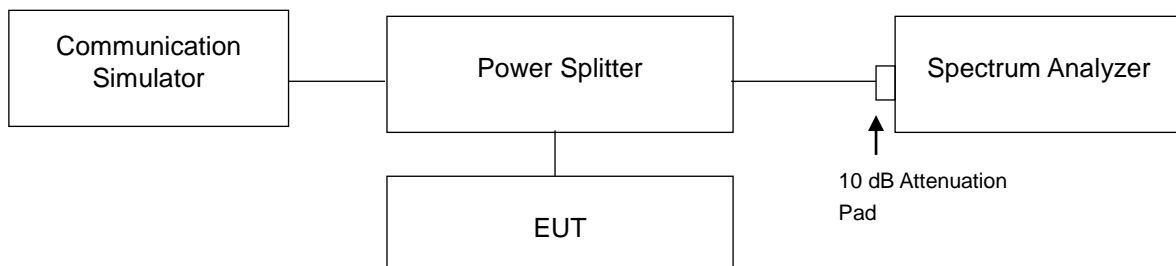 Communication
Simulator
Power Splitter
Spectrum Analyzer
10 dB Attenuation
Pad
EUT